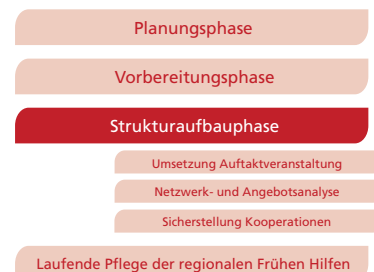 Planungsphase
Vorbereitungsphase
Strukturaufbauphase
Umsetzung Auftaktveranstaltung
Netzwerk- und Angebotsanalyse
Sicherstellung Kooperationen
Laufende Pflege der regionalen Frühen Hilfen